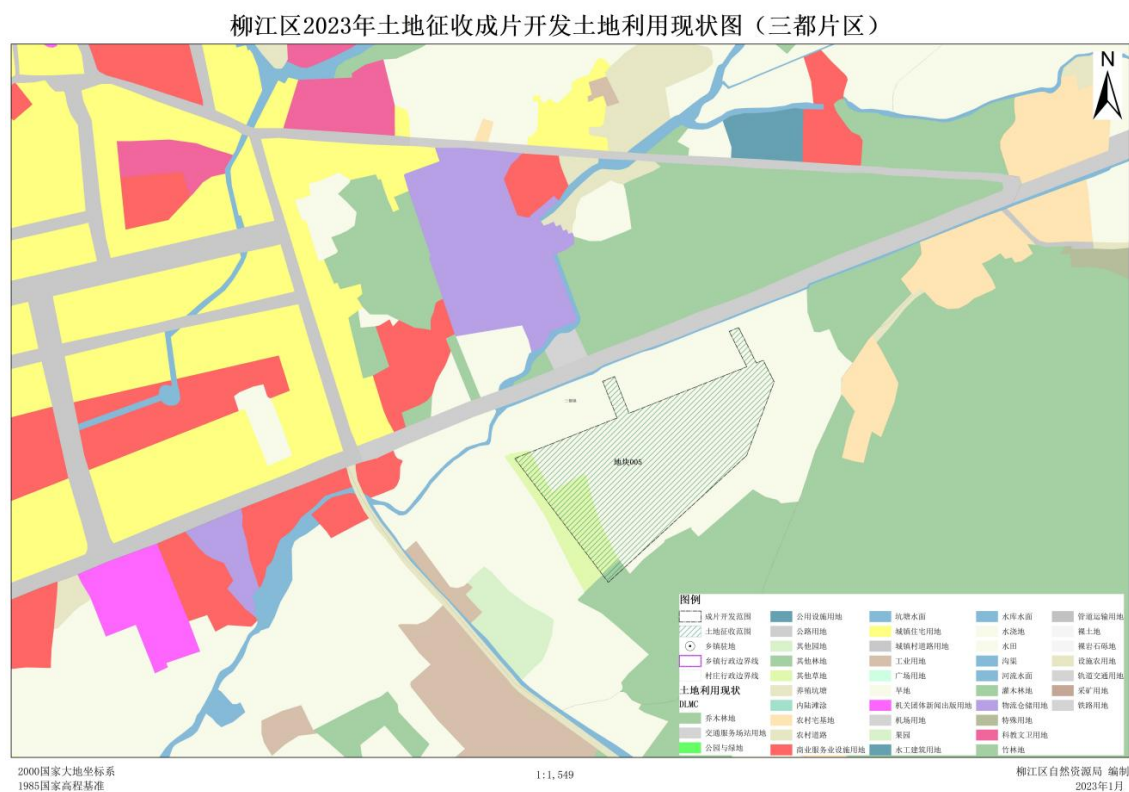 柳江区2023年土地征收成片开发土地利用现状图（三都片区）
N
地块005
图例
成片开发范围
土地征收范围
乡镇驻地
乡镇行政边界线
村庄行政边界线
土地利用现状
DLMC
乔木林地
交通服务场站用地
公园与绿地
公用设施用地
公路用地
其他园地
其他林地
其他草地
养殖坑塘
内陆滩涂
农村宅基地
农村道路
商业服务业设施用地
坑塘水面
城镇住宅用地
城镇村道路用地
工业用地
广场用地
旱地
机关团体新闻出版用地
机场用地
果园
水工建筑用地
水库水面
水浇地
水田
沟渠
河流水面
灌木林地
物流仓储用地
特殊用地
科教文卫用地
竹林地
管道运输用地
裸土地
裸岩石砾地
设施农用地
轨道交通用地
采矿用地
铁路用地
2000国家大地坐标系
1985国家高程基准
1:1,549
柳江区自然资源局 编制
2023年1月